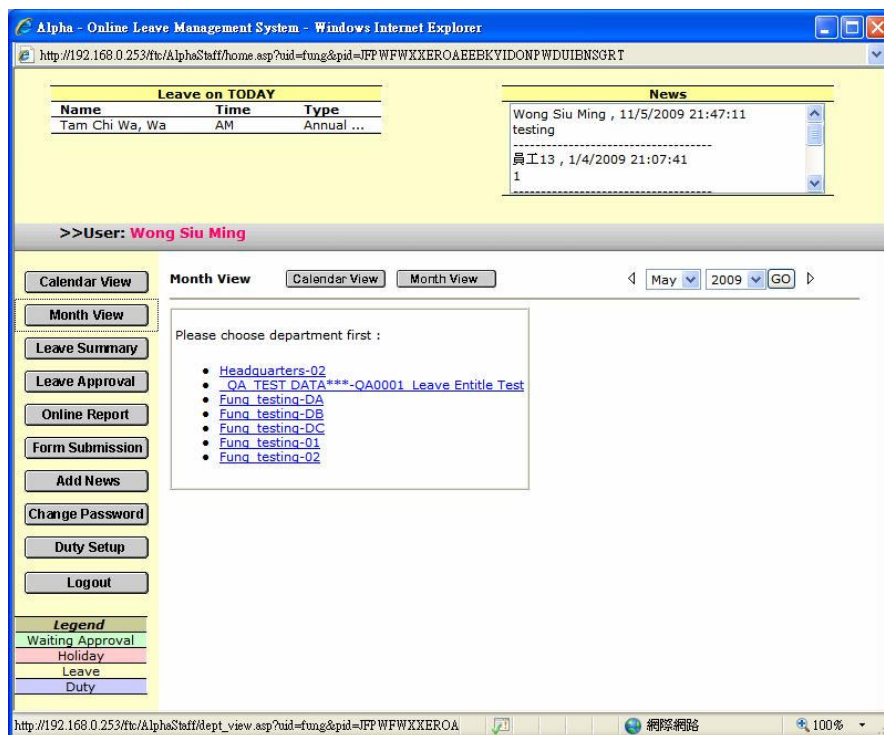 Alpha - Online Leave Management System - Windows Internet Explorer
http://192.168.0.253/ftc/AlphaStaff/home.asp?uid=fung&pid=JFPWFWXXEROAEEBKYIDONPWDUIBNSGRT
Leave on TODAY
Name Time Type
Tam Chi Wa, Wa AM Annual ...
News
Wong Siu Ming , 11/5/2009 21:47:11
testing
------------------------------------
員工13 , 1/4/2009 21:07:41
1
------------------------------------
>>User: Wong Siu Ming
Calendar View
Month View
Leave Summary
Leave Approval
Online Report
Form Submission
Add News
Change Password
Duty Setup
Logout
Legend
Waiting Approval
Holiday
Leave
Duty
Month View Calendar View Month View May 2009 GO
Please choose department first :
Headquarters-02
_QA TEST DATA***-QA0001_Leave Entitle Test
Fung_testing-DA
Fung_testing-DB
Fung_testing-DC
Fung_testing-01
Fung_testing-02
http://192.168.0.253/ftc/AlphaStaff/dept_view.asp?uid=fung&pid=JFPWFWXXEROA 網際網路 100%